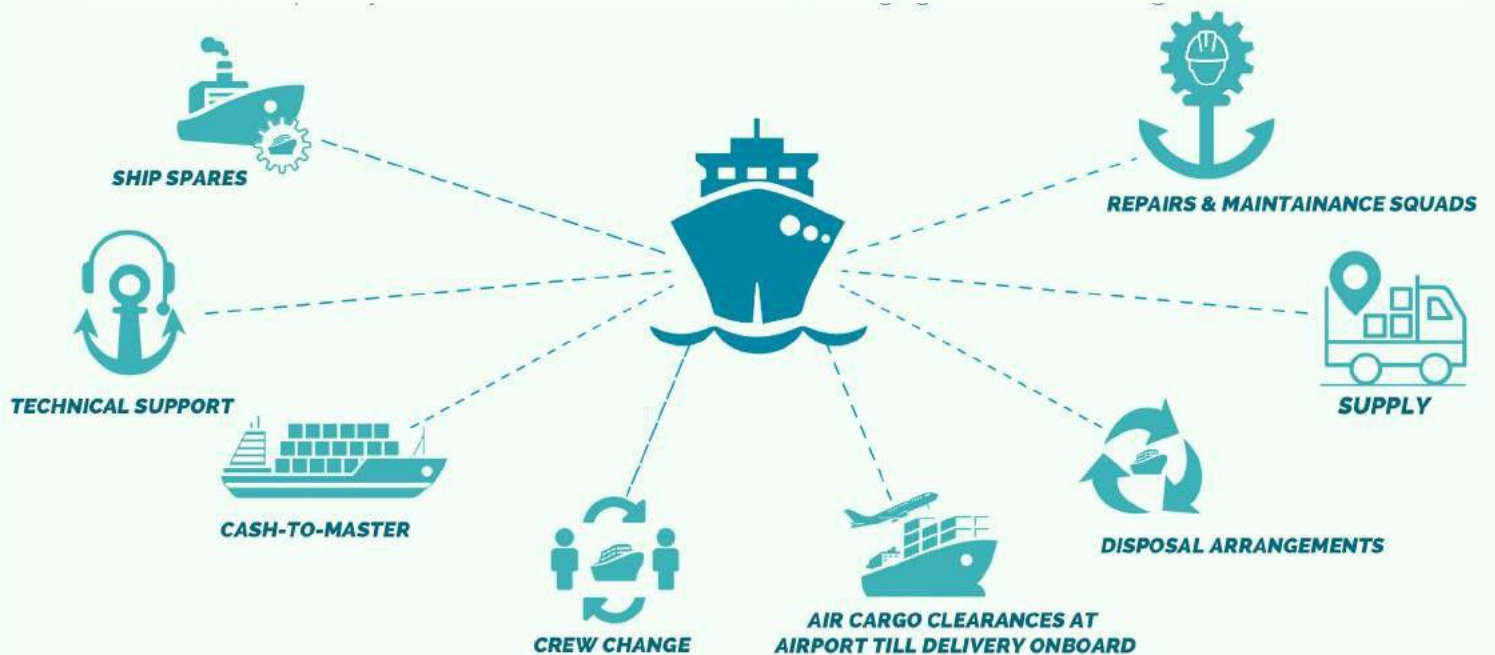 SHIP SPARES
REPAIRS & MAINTAINANCE SQUADS
TECHNICAL SUPPORT
SUPPLY
CASH-TO-MASTER
DISPOSAL ARRANGEMENTS
CREW CHANGE
AIR CARGO CLEARANCES AT
AIRPORT TILL DELIVERY ONBOARD